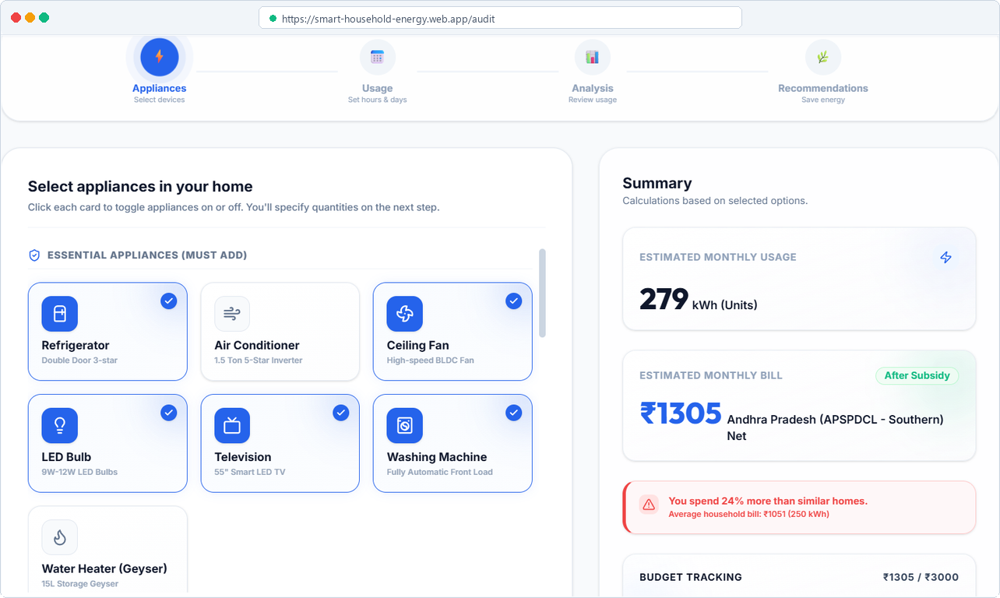 https://smart-household-energy.web.app/audit
Appliances
Select devices
Usage
Set hours & days
Analysis
Review usage
Recommendations
Save energy
Select appliances in your home
Click each card to toggle appliances on or off. You'll specify quantities on the next step.
ESSENTIAL APPLIANCES (MUST ADD)
Refrigerator
Double Door 3-star
Air Conditioner
1.5 Ton 5-Star Inverter
Ceiling Fan
High-speed BLDC Fan
LED Bulb
9W-12W LED Bulbs
Television
55" Smart LED TV
Washing Machine
Fully Automatic Front Load
Water Heater (Geyser)
15L Storage Geyser
Summary
Calculations based on selected options.
ESTIMATED MONTHLY USAGE
279 kWh (Units)
ESTIMATED MONTHLY BILL
After Subsidy
₹1305 Andhra Pradesh (APSPDCL - Southern)
Net
You spend 24% more than similar homes.
Average household bill: ₹1051 (250 kWh)
BUDGET TRACKING
₹1305 / ₹3000